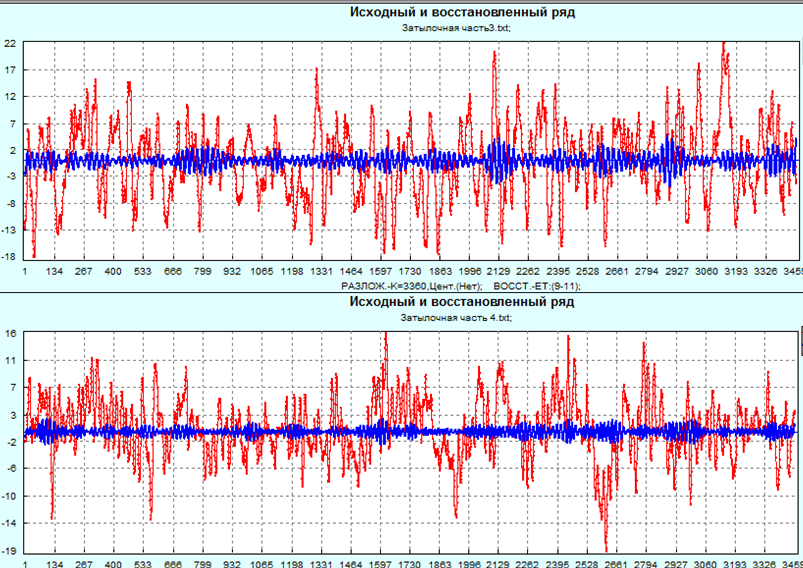 Исходный и восстановленный ряд
Затылочная часть3.txt;
22
17
12
7
2
-3
-8
-13
-18
1 134 267 400 533 666 799 932 1065 1198 1331 1464 1597 1730 1863 1996 2129 2262 2395 2528 2661 2794 2927 3060 3193 3326 3459
РАЗЛОЖ.-K=3360,Цент.(Нет); ВОССТ.-ET:(9-11);
Исходный и восстановленный ряд
Затылочная часть 4.txt;
16
11
7
3
-2
-6
-10
-14
-19
1 134 267 400 533 666 799 932 1065 1198 1331 1464 1597 1730 1863 1996 2129 2262 2395 2528 2661 2794 2927 3060 3193 3326 3459